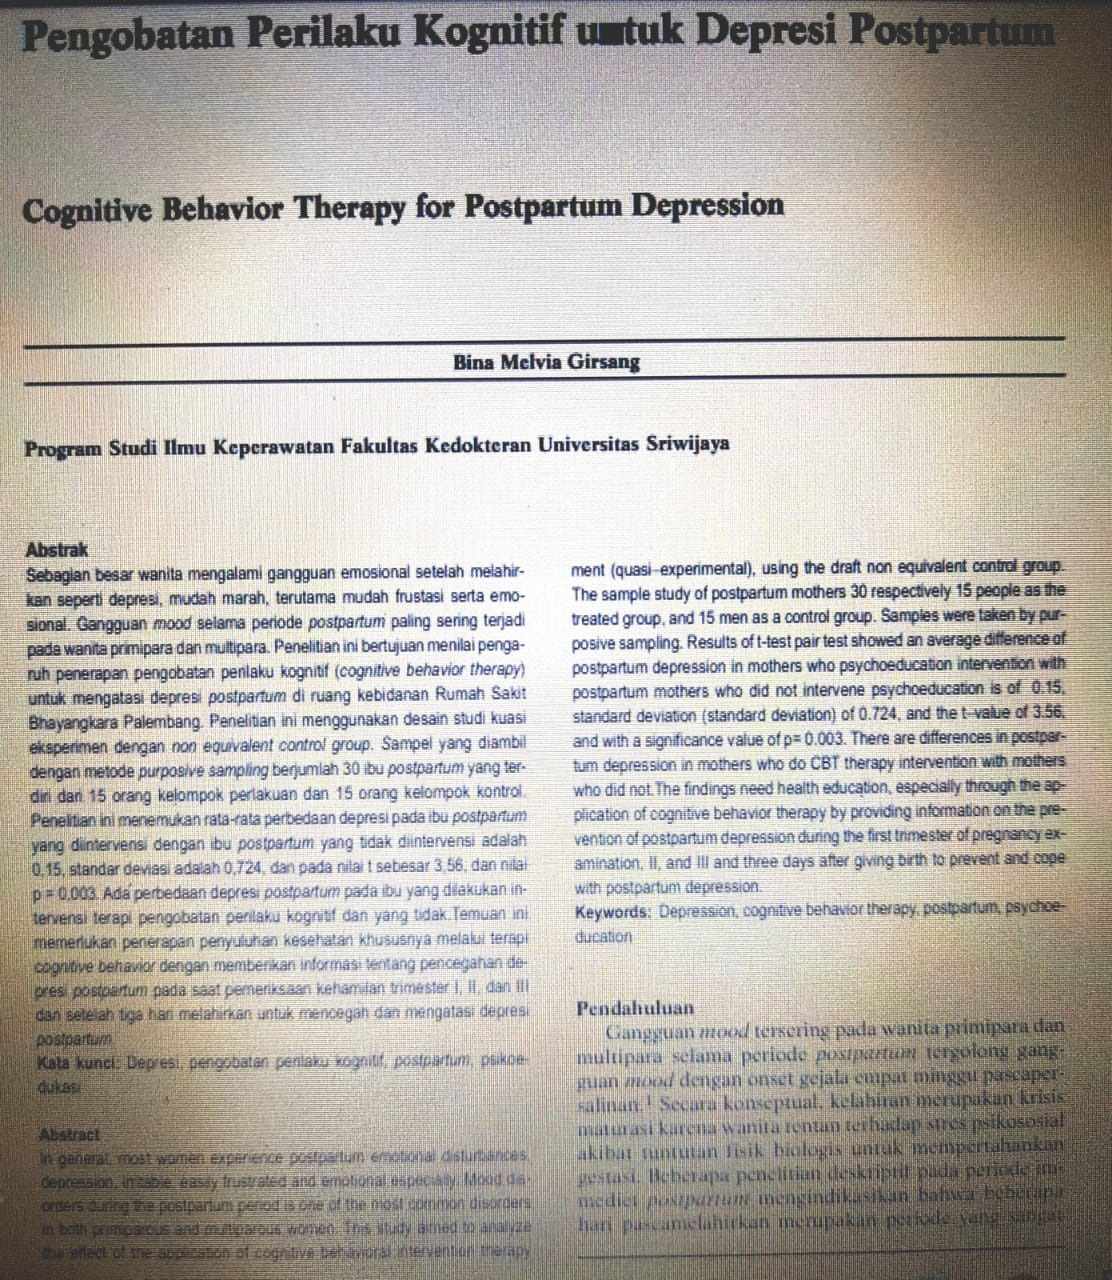 Pengobatan Perilaku Kognitif untuk Depresi Postpartum
Cognitive Behavior Therapy for Postpartum Depression
Bina Melvia Girsang
Program Studi Ilmu Keperawatan Fakultas Kedokteran Universitas Sriwijaya
Abstrak
Sebagian besar wanita mengalami gangguan emosional setelah melahir-
kan seperti depresi, mudah marah, terutama mudah frustasi serta emo-
sional. Gangguan mood selama periode postpartum paling sering terjadi
pada wanita primipara dan multipara. Penelitian ini bertujuan menilai penga-
ruh penerapan pengobatan perilaku kognitif (cognitive behavior therapy)
untuk mengatasi depresi postpartum di ruang kebidanan Rumah Sakit
Bhayangkara Palembang. Penelitian ini menggunakan desain studi kuasi
eksperimen dengan non equivalent control group. Sampel yang diambil
dengan metode purposive sampling berjumlah 30 ibu postpartum yang ter-
diri dari 15 orang kelompok perlakuan dan 15 orang kelompok kontrol.
Penelitian ini menemukan rata-rata perbedaan depresi pada ibu postpartum
yang diintervensi dengan ibu postpartum yang tidak diintervensi adalah
0,15, standar deviasi adalah 0,724, dan pada nilai t sebesar 3,56, dan nilai
p = 0,003. Ada perbedaan depresi postpartum pada ibu yang dilakukan in-
tervensi terapi pengobatan perilaku kognitif dan yang tidak.Temuan ini
memerlukan penerapan penyuluhan kesehatan khususnya melalui terapi
cognitive behavior dengan memberikan informasi tentang pencegahan de-
presi postpartum pada saat pemeriksaan kehamilan trimester I, II, dan III
dan setelah tiga hari melahirkan untuk mencegah dan mengatasi depresi
postpartum.
Kata kunci: Depresi, pengobatan perilaku kognitif, postpartum, psikoe-
dukasi
Abstract
In general, most women experience postpartum emotional disturbances,
depression, irritable, easily frustrated and emotional especially. Mood dis-
orders during the postpartum period is one of the most common disorders
in both primiparous and multiparous women. This study aimed to analyze
the effect of the application of cognitive behavioral intervention therapy
ment (quasi-experimental), using the draft non equivalent control group.
The sample study of postpartum mothers 30 respectively 15 people as the
treated group, and 15 men as a control group. Samples were taken by pur-
posive sampling. Results of t-test pair test showed an average difference of
postpartum depression in mothers who psychoeducation intervention with
postpartum mothers who did not intervene psychoeducation is of 0.15,
standard deviation (standard deviation) of 0.724, and the t-value of 3.56,
and with a significance value of p= 0.003. There are differences in postpar-
tum depression in mothers who do CBT therapy intervention with mothers
who did not.The findings need health education, especially through the ap-
plication of cognitive behavior therapy by providing information on the pre-
vention of postpartum depression during the first trimester of pregnancy ex-
amination, II, and III and three days after giving birth to prevent and cope
with postpartum depression.
Keywords: Depression, cognitive behavior therapy, postpartum, psychoe-
ducation
Pendahuluan
Gangguan mood tersering pada wanita primipara dan
multipara selama periode postpartum tergolong gang-
guan mood dengan onset gejala empat minggu pascaper-
salinan.1 Secara konseptual, kelahiran merupakan krisis
maturasi karena wanita rentan terhadap stres psikososial
akibat tuntutan fisik biologis untuk mempertahankan
gestasi. Beberapa penelitian deskriptif pada periode im-
mediet postpartum mengindikasikan bahwa beberapa
hari pascamelahirkan merupakan periode yang sangat